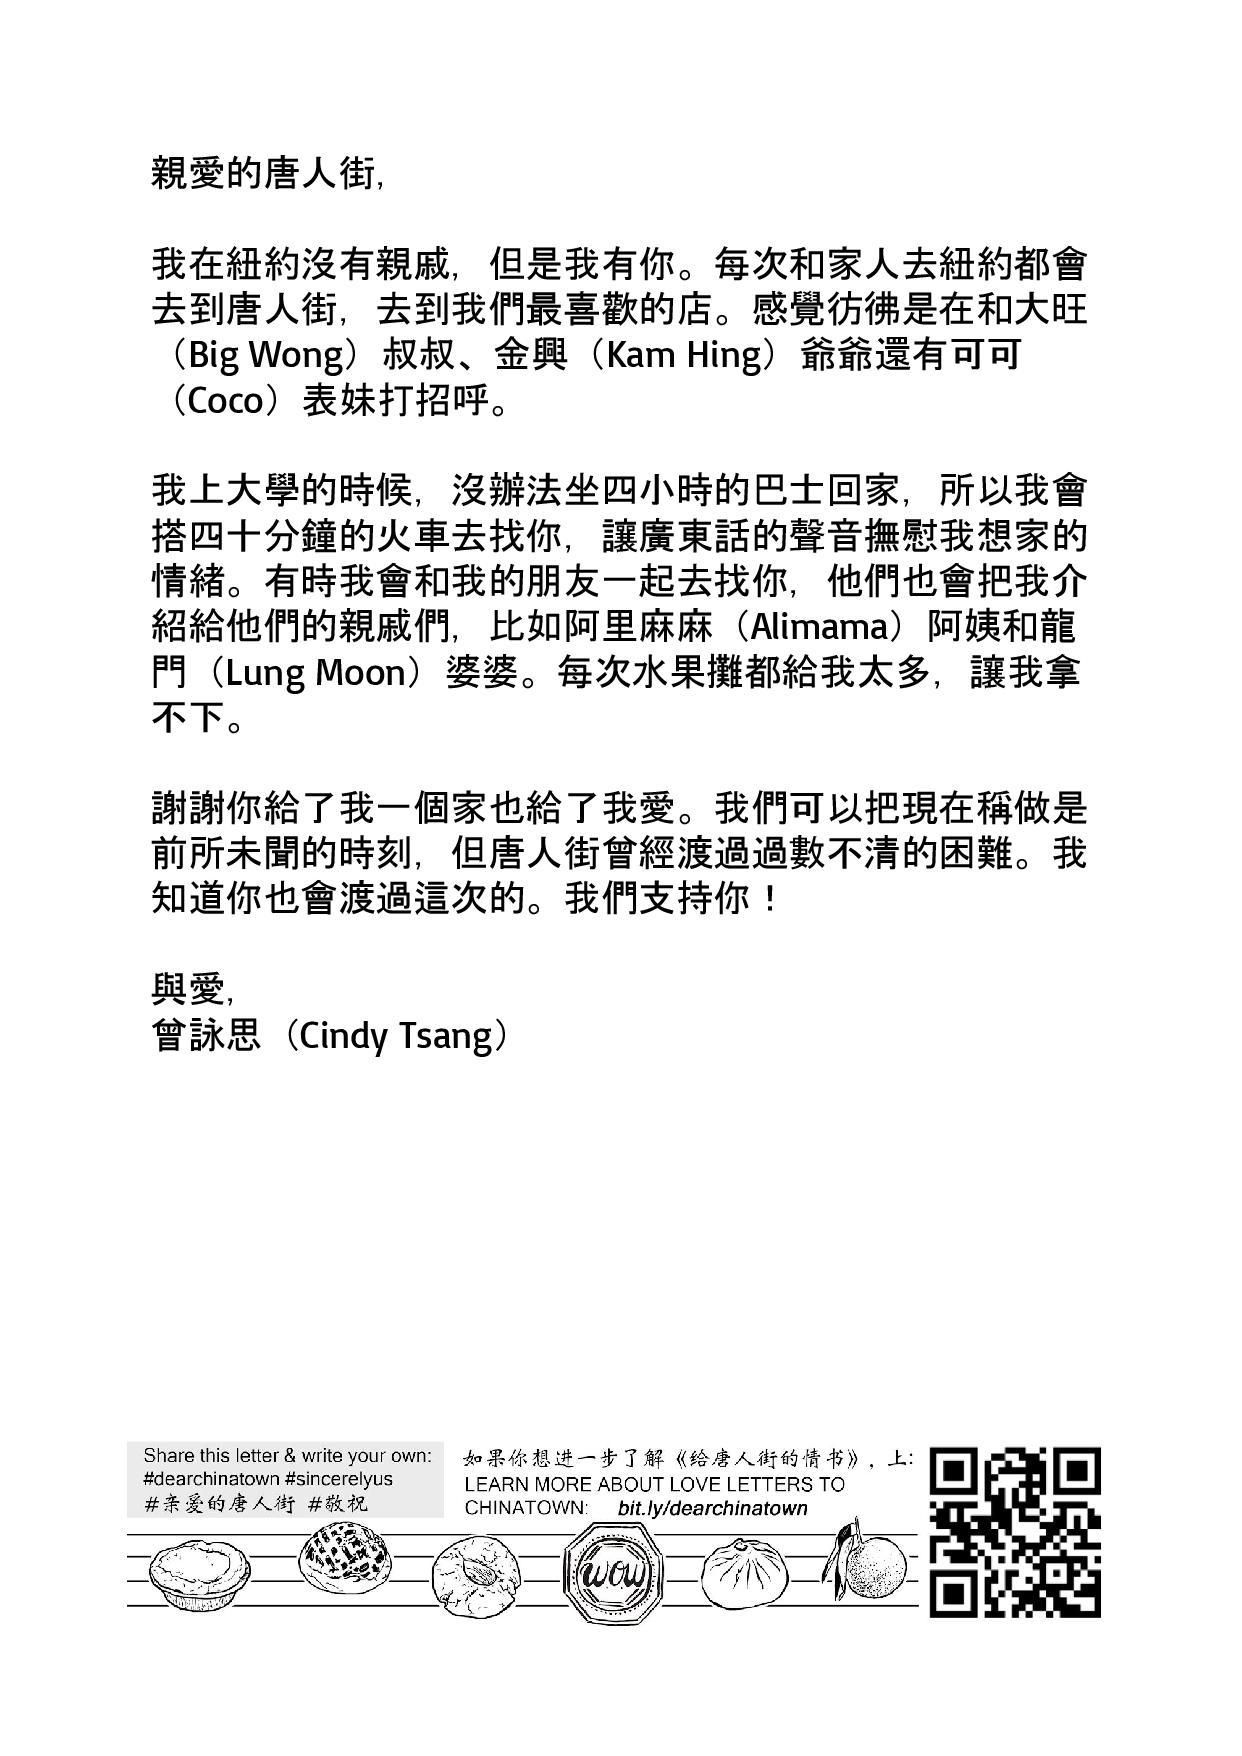 親愛的唐人街,
我在紐約沒有親戚，但是我有你。每次和家人去紐約都會
去到唐人街，去到我們最喜歡的店。感覺彷彿是在和大旺
（Big Wong）叔叔、金興（Kam Hing）爺爺還有可可
（Coco）表妹打招呼。
我上大學的時候，沒辦法坐四小時的巴士回家，所以我會
搭四十分鐘的火車去找你，讓廣東話的聲音撫慰我想家的
情緒。有時我會和我的朋友一起去找你，他們也會把我介
紹給他們的親戚們，比如阿里麻麻（Alimama）阿姨和龍
門（Lung Moon）婆婆。每次水果攤都給我太多，讓我拿
不下。
謝謝你給了我一個家也給了我愛。我們可以把現在稱做是
前所未聞的時刻，但唐人街曾經渡過過數不清的困難。我
知道你也會渡過這次的。我們支持你！
與愛,
曾詠思（Cindy Tsang）
Share this letter & write your own:
#dearchinatown #sincerelyus
#亲爱的唐人街 #敬祝
如果你想进一步了解《给唐人街的情书》，上:
LEARN MORE ABOUT LOVE LETTERS TO
CHINATOWN: bit.ly/dearchinatown
WOW